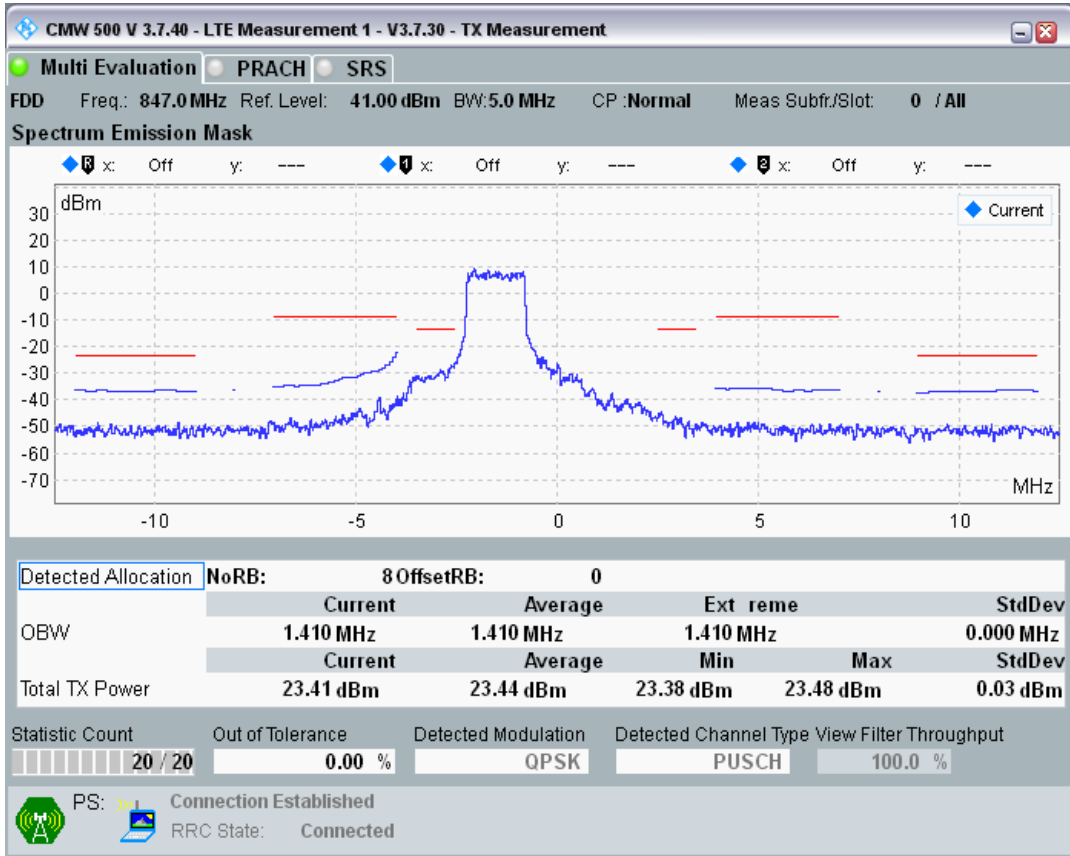 CMW 500 V 3.7.40 - LTE Measurement 1 - V3.7.30 - TX Measurement
Multi Evaluation PRACH SRS
FDD Freq.: 847.0 MHz Ref. Level: 41.00 dBm BW: 5.0 MHz CP : Normal Meas Subfr./Slot: 0 / All
Spectrum Emission Mask
R x: Off y: --- 1 x: Off y: --- 2 x: Off y: ---
dBm
Current
30
20
10
0
-10
-20
-30
-40
-50
-60
-70
MHz
-10 -5 0 5 10
Detected Allocation NoRB: 8 OffsetRB: 0
Current Average Ext reme StdDev
OBW 1.410 MHz 1.410 MHz 1.410 MHz 0.000 MHz
Current Average Min Max StdDev
Total TX Power 23.41 dBm 23.44 dBm 23.38 dBm 23.48 dBm 0.03 dBm
Statistic Count Out of Tolerance Detected Modulation Detected Channel Type View Filter Throughput
20 / 20 0.00 % QPSK PUSCH 100.0 %
PS: Connection Established
RRC State: Connected